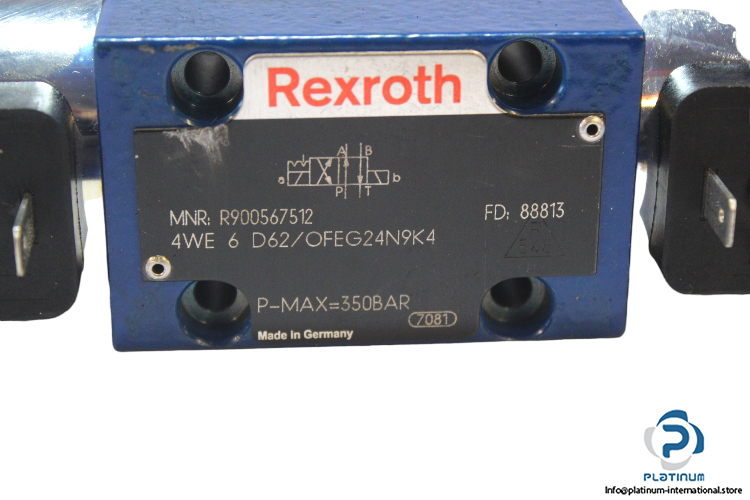 Rexroth
A B
a b
P T
MNR: R900567512 FD: 88813
4WE 6 D62/OFEG24N9K4
P-MAX=350BAR
7081
Made in Germany
PLATINUM
Info@platinum-international.store